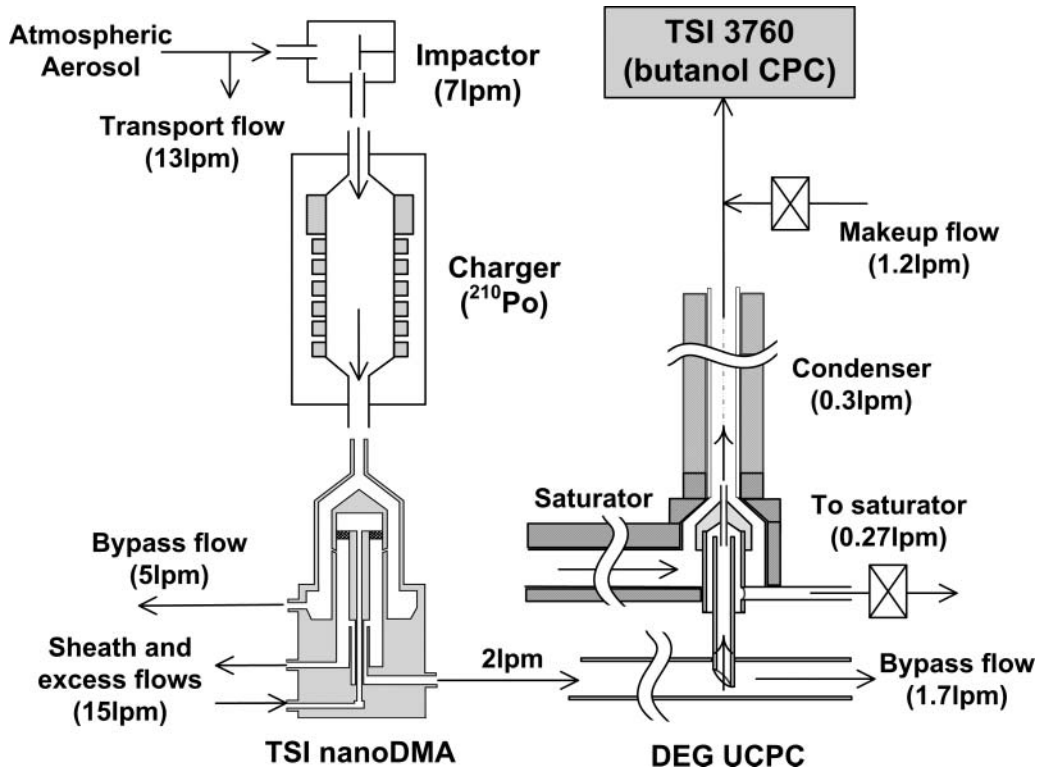 Atmospheric
Aerosol
Impactor
(7lpm)
Transport flow
(13lpm)
Charger
(²¹⁰Po)
Bypass flow
(5lpm)
Sheath and
excess flows
(15lpm)
TSI nanoDMA
2lpm
TSI 3760
(butanol CPC)
Makeup flow
(1.2lpm)
Condenser
(0.3lpm)
Saturator
To saturator
(0.27lpm)
Bypass flow
(1.7lpm)
DEG UCPC